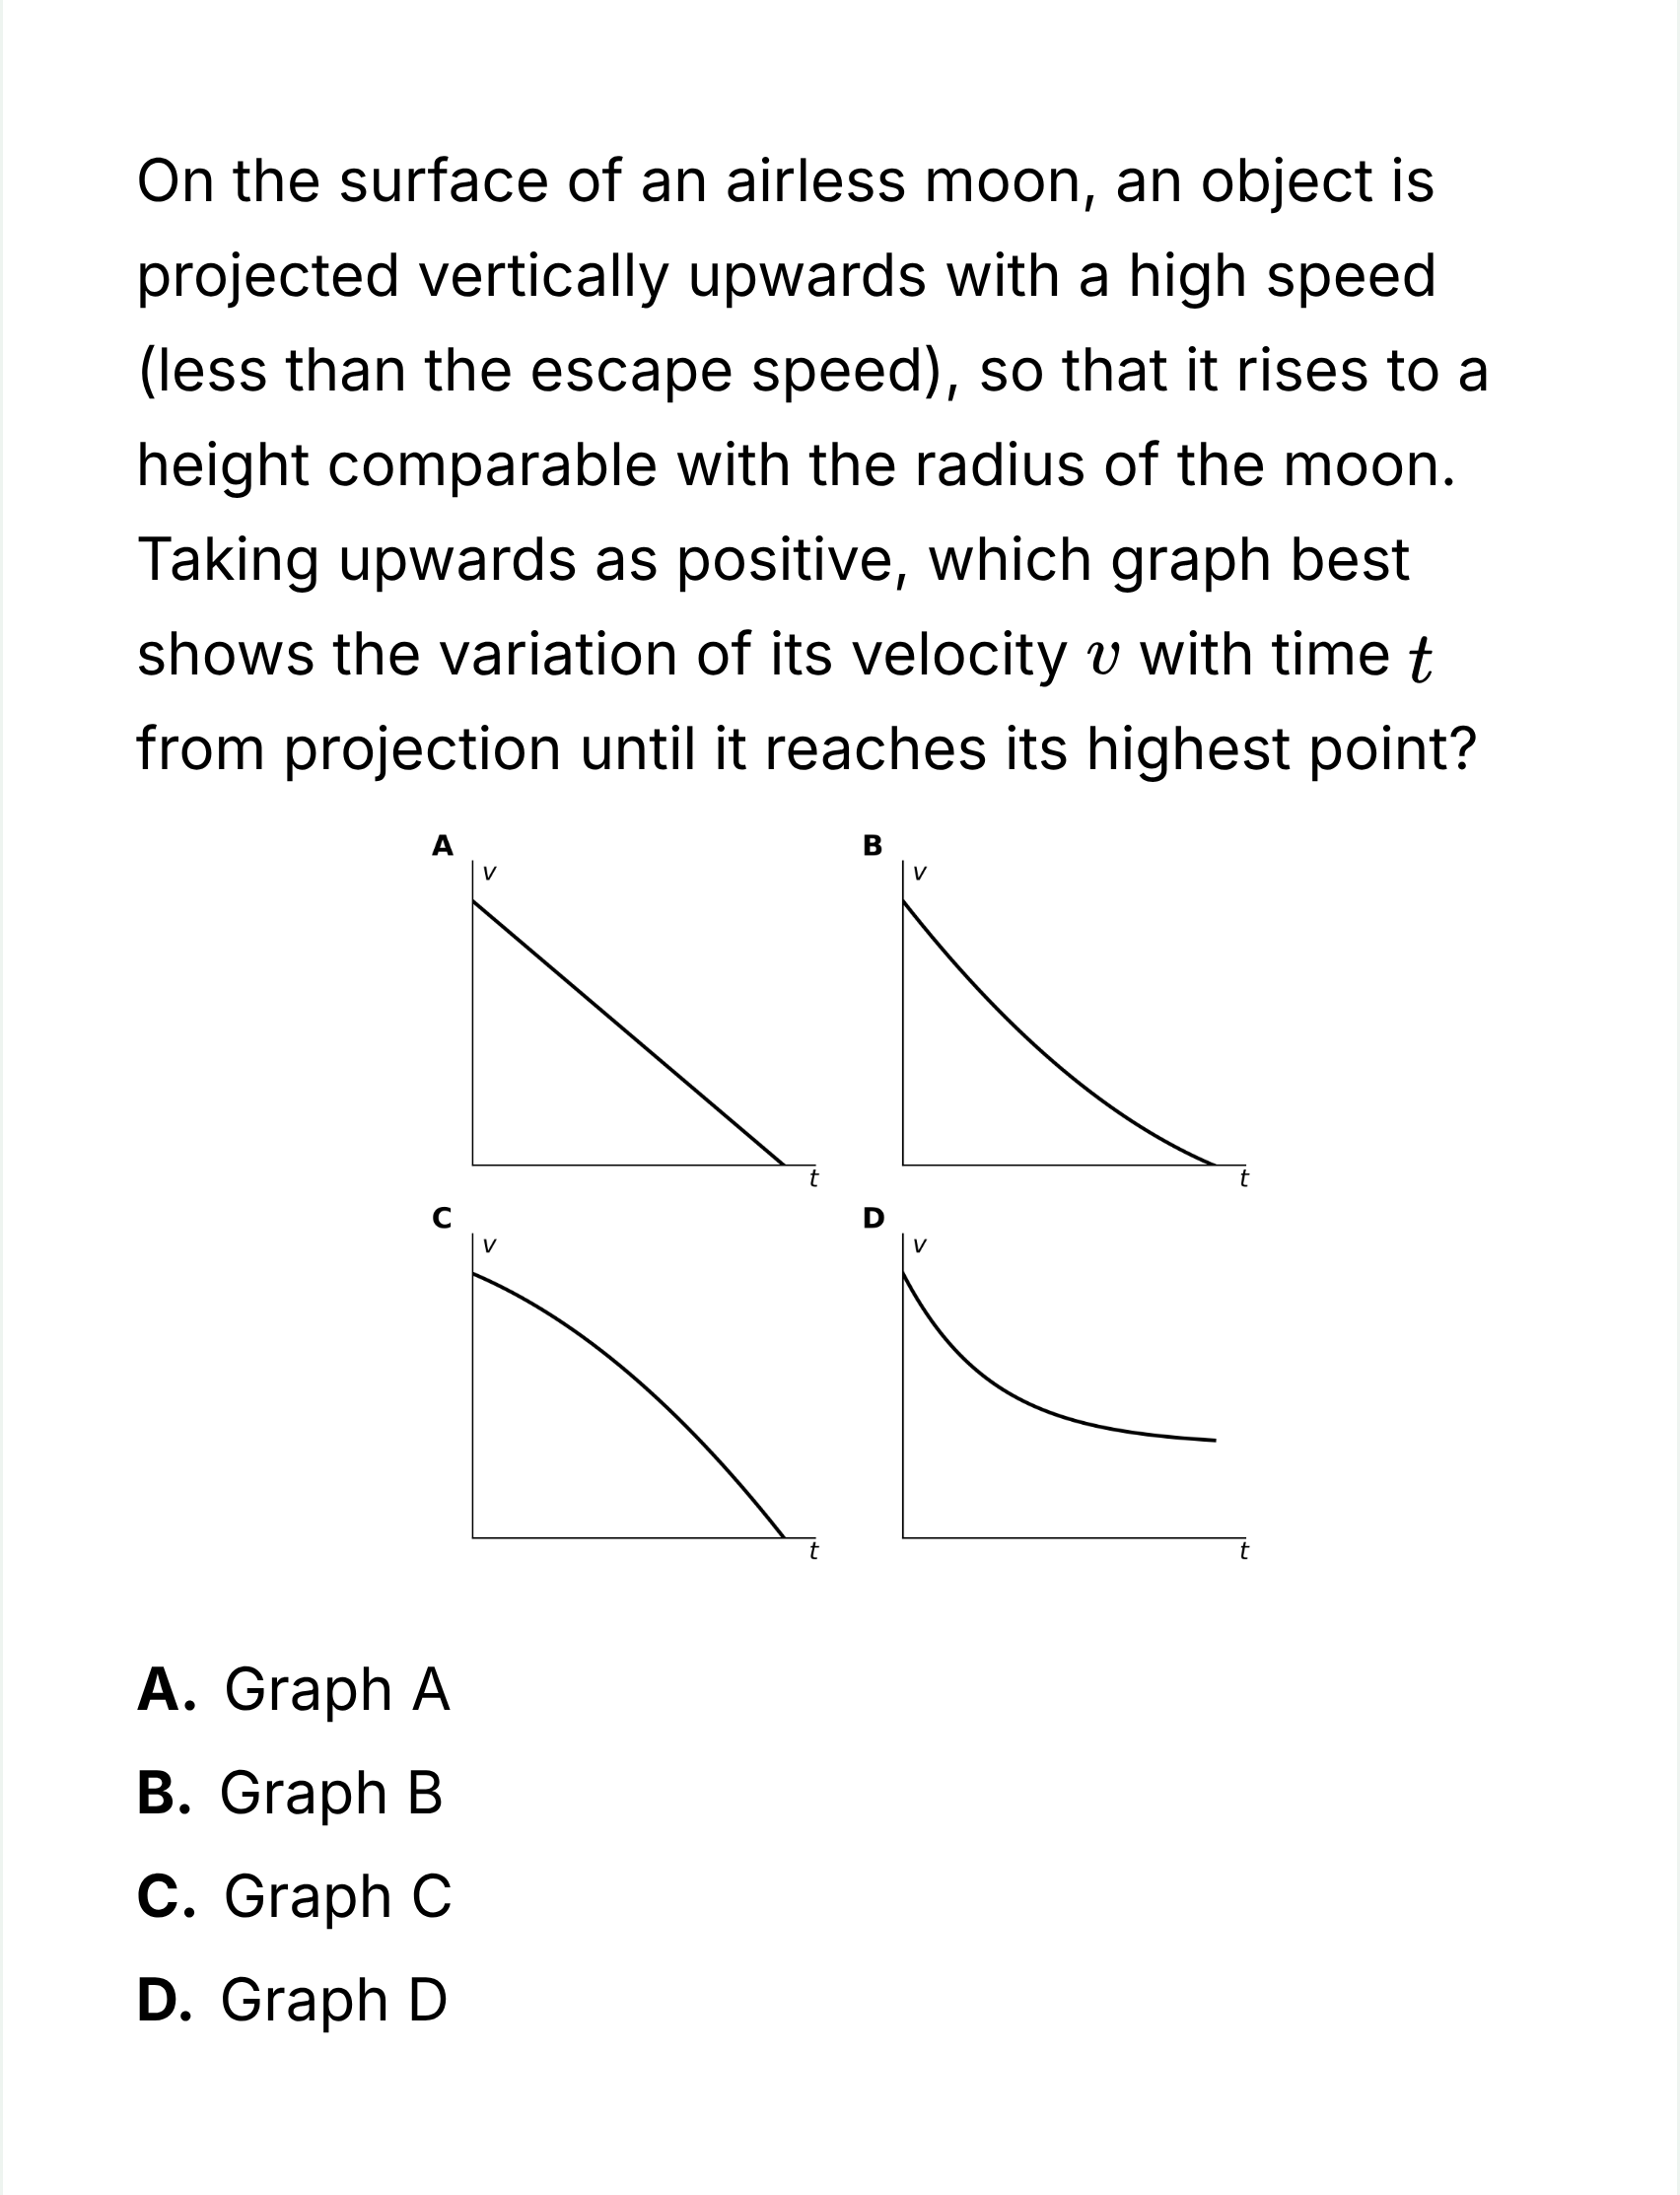 On the surface of an airless moon, an object is
projected vertically upwards with a high speed
(less than the escape speed), so that it rises to a
height comparable with the radius of the moon.
Taking upwards as positive, which graph best
shows the variation of its velocity v with time t
from projection until it reaches its highest point?
A
v
t
B
v
t
C
v
t
D
v
t
A. Graph A
B. Graph B
C. Graph C
D. Graph D